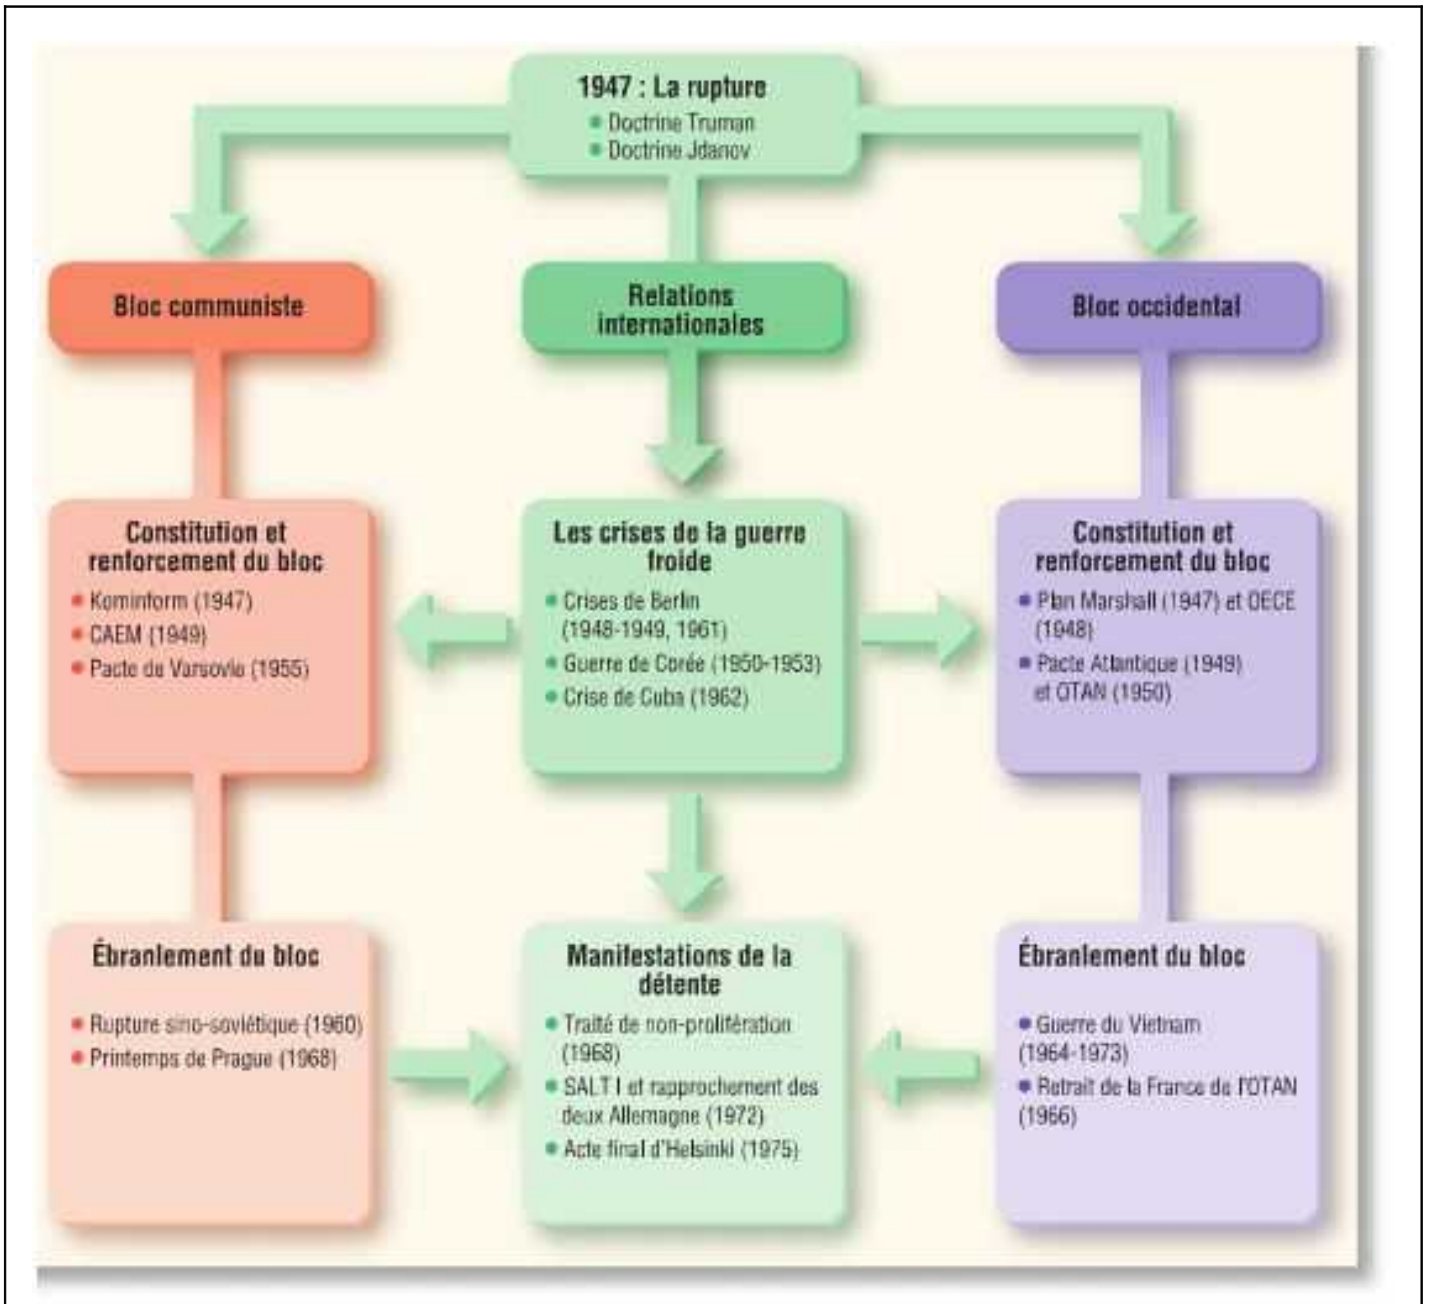 1947 : La rupture
• Doctrine Truman
• Doctrine Jdanov
Bloc communiste
Relations
internationales
Bloc occidental
Constitution et
renforcement du bloc
• Kominform (1947)
• CAEM (1949)
• Pacte de Varsovie (1955)
Les crises de la guerre
froide
• Crises de Berlin
(1948-1949, 1961)
• Guerre de Corée (1950-1953)
• Crise de Cuba (1962)
Constitution et
renforcement du bloc
• Plan Marshall (1947) et OECE
(1948)
• Pacte Atlantique (1949)
et OTAN (1950)
Ébranlement du bloc
• Rupture sino-soviétique (1960)
• Printemps de Prague (1968)
Manifestations de la
détente
• Traité de non-prolifération
(1968)
• SALT I et rapprochement des
deux Allemagne (1972)
• Acte final d'Helsinki (1975)
Ébranlement du bloc
• Guerre du Vietnam
(1964-1973)
• Retrait de la France de l'OTAN
(1966)